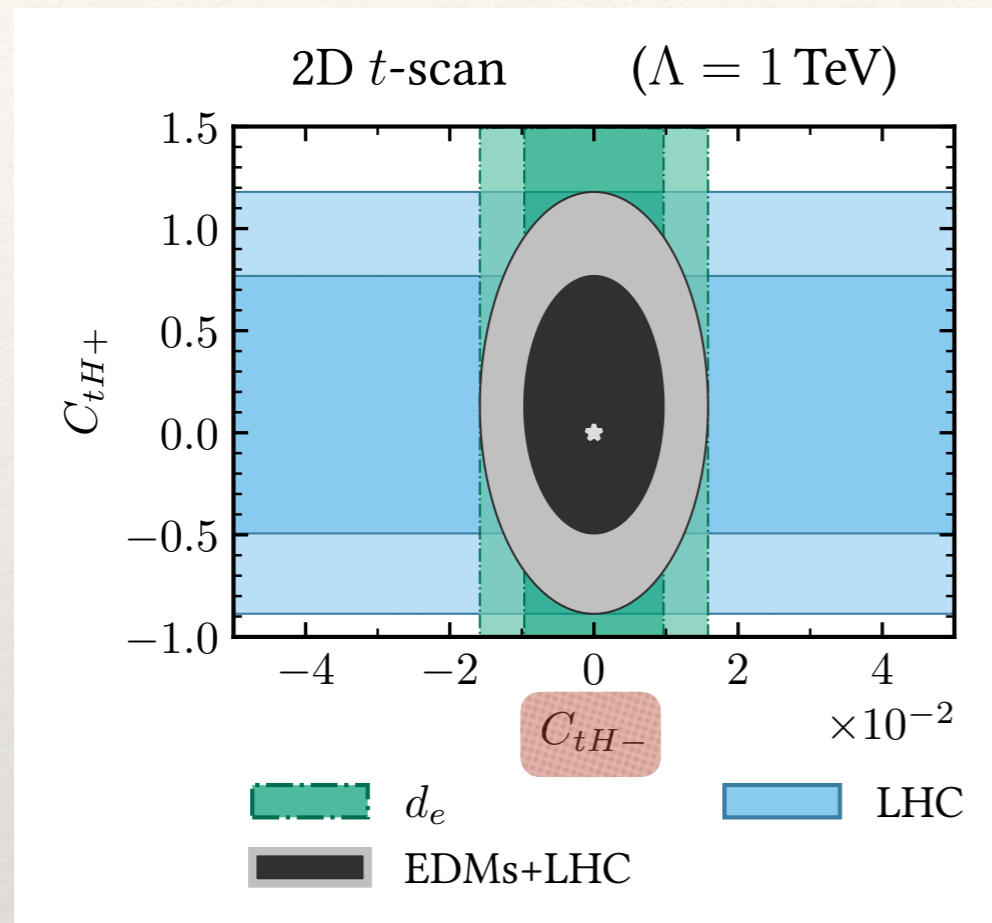 2D t-scan (Λ = 1 TeV)
1.5
1.0
0.5
0.0
−0.5
−1.0
C_{tH+}
−4 −2 0 2 4
×10^{−2}
C_{tH−}
d_e LHC
EDMs+LHC